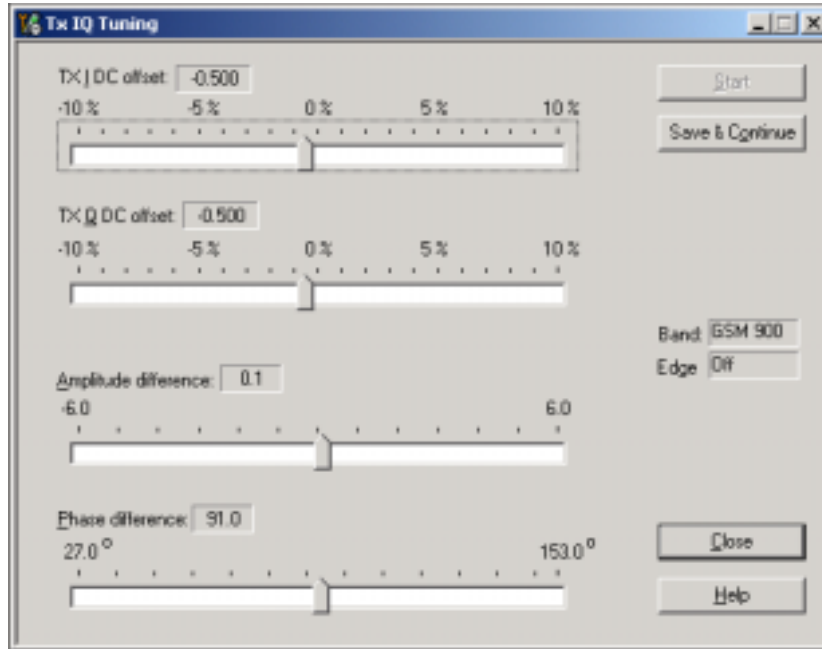 Tx IQ Tuning
TX I DC offset: -0.500
-10 % -5 % 0 % 5 % 10 %
Start
Save & Continue
TX Q DC offset: -0.500
-10 % -5 % 0 % 5 % 10 %
Band: GSM 900
Edge Off
Amplitude difference: 0.1
-6.0 6.0
Phase difference: 91.0
27.0° 153.0°
Close
Help